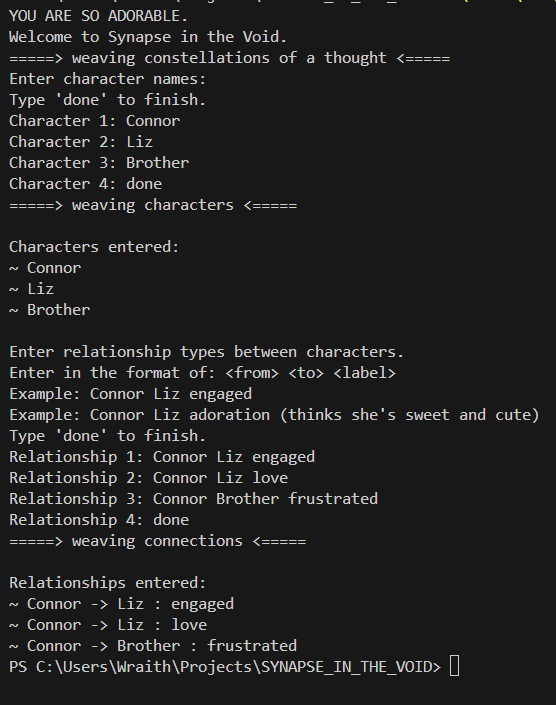 YOU ARE SO ADORABLE.
Welcome to Synapse in the Void.
=====> weaving constellations of a thought <=====
Enter character names:
Type 'done' to finish.
Character 1: Connor
Character 2: Liz
Character 3: Brother
Character 4: done
=====> weaving characters <=====
Characters entered:
~ Connor
~ Liz
~ Brother
Enter relationship types between characters.
Enter in the format of: <from> <to> <label>
Example: Connor Liz engaged
Example: Connor Liz adoration (thinks she's sweet and cute)
Type 'done' to finish.
Relationship 1: Connor Liz engaged
Relationship 2: Connor Liz love
Relationship 3: Connor Brother frustrated
Relationship 4: done
=====> weaving connections <=====
Relationships entered:
~ Connor -> Liz : engaged
~ Connor -> Liz : love
~ Connor -> Brother : frustrated
PS C:\Users\Wraith\Projects\SYNAPSE_IN_THE_VOID>